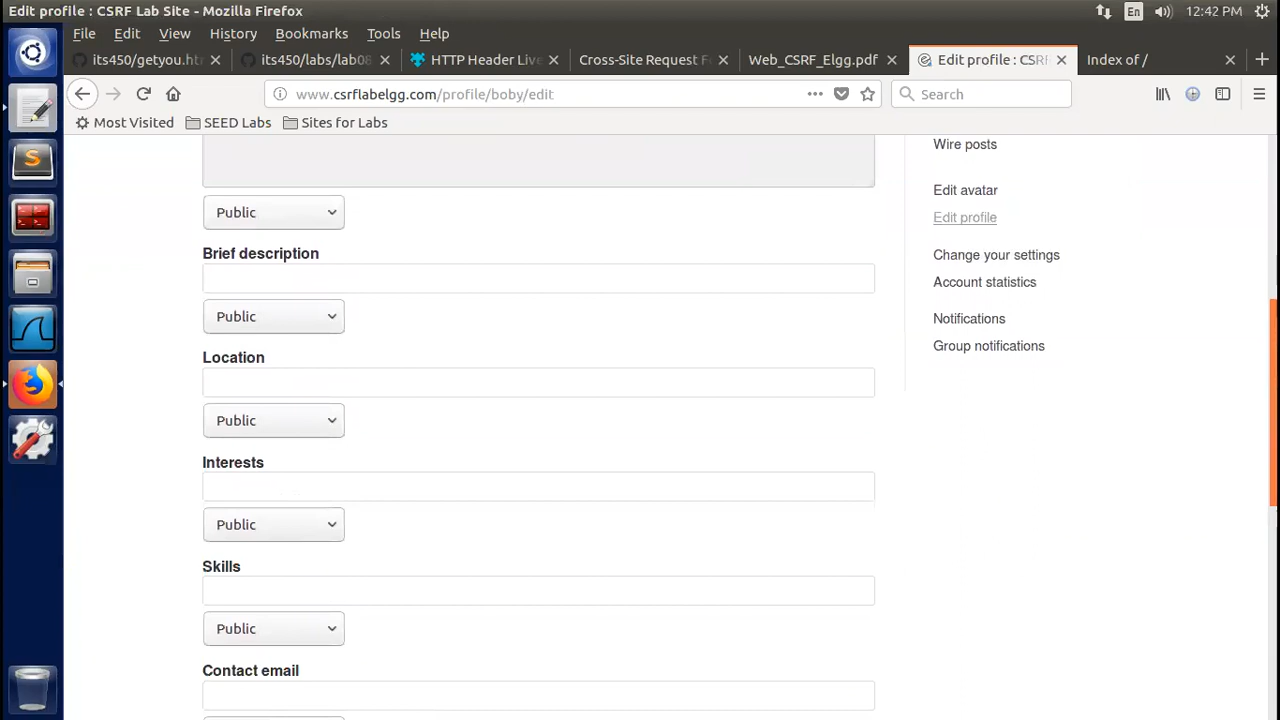 Edit profile : CSRF Lab Site - Mozilla Firefox
En
12:42 PM
File Edit View History Bookmarks Tools Help
its450/getyou.ht
its450/labs/lab08
HTTP Header Live
Cross-Site Request F
Web_CSRF_Elgg.pdf
Edit profile : CSRF
Index of /
www.csrflabelgg.com/profile/boby/edit
Search
Most Visited
SEED Labs
Sites for Labs
Public
Brief description
Public
Location
Public
Interests
Public
Skills
Public
Contact email
Wire posts
Edit avatar
Edit profile
Change your settings
Account statistics
Notifications
Group notifications